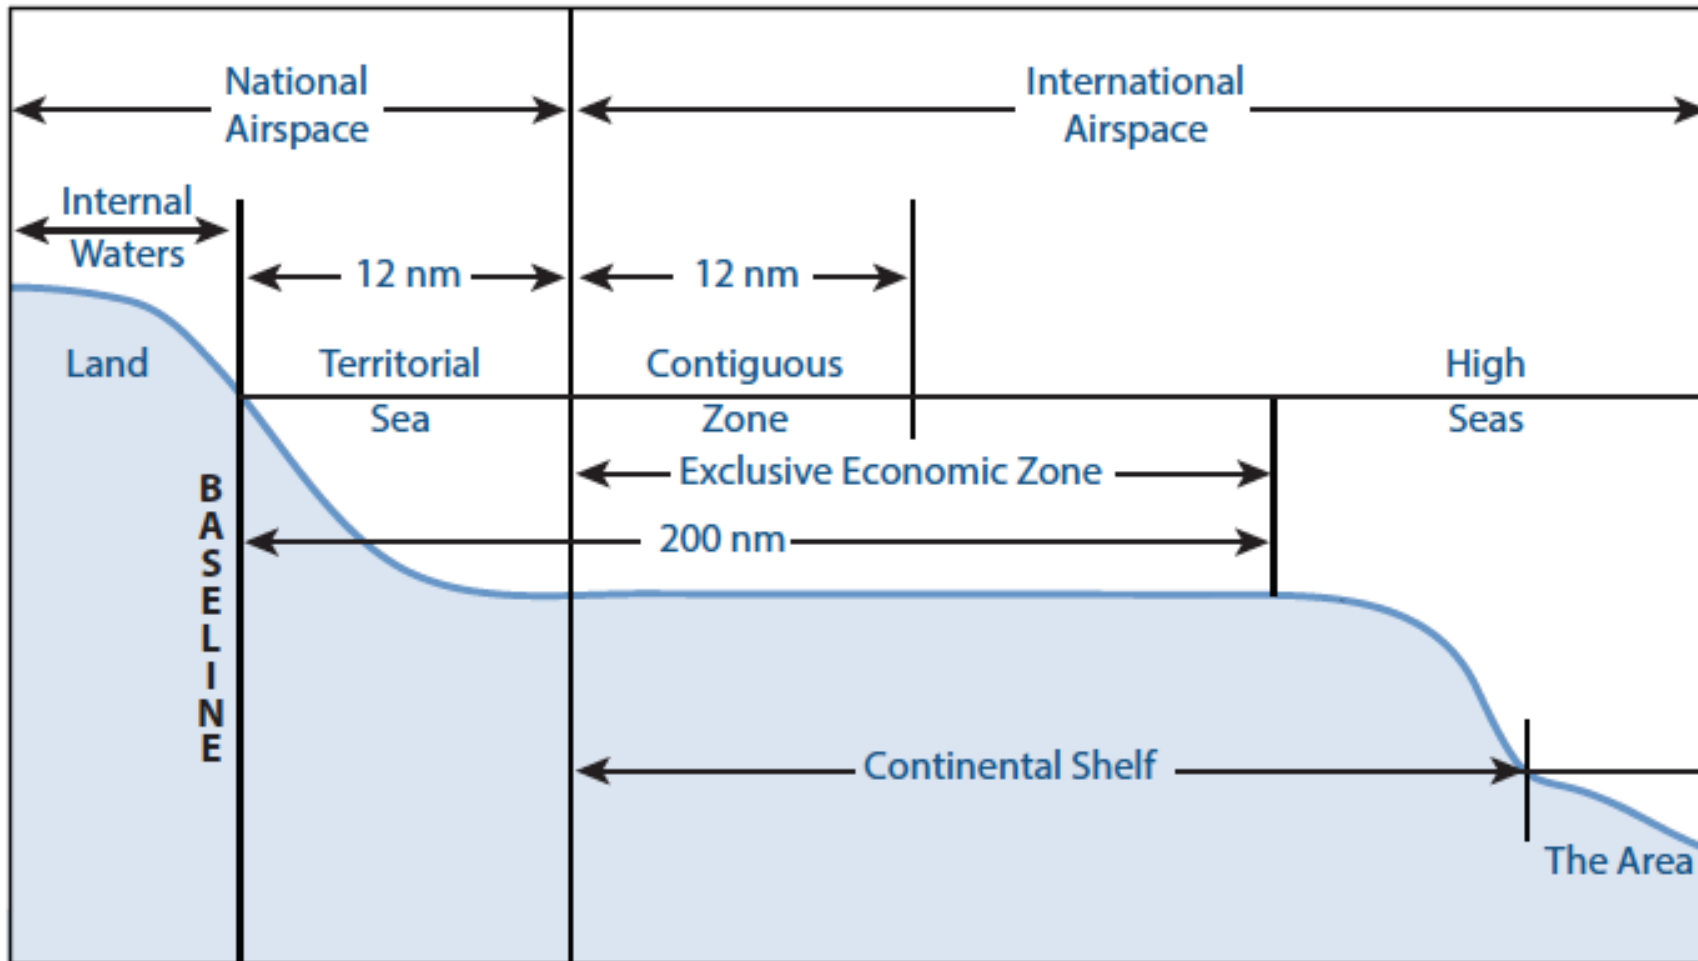 National
Airspace
International
Airspace
Internal
Waters
12 nm
12 nm
Land
Territorial
Sea
Contiguous
Zone
High
Seas
Exclusive Economic Zone
BASELINE
200 nm
Continental Shelf
The Area